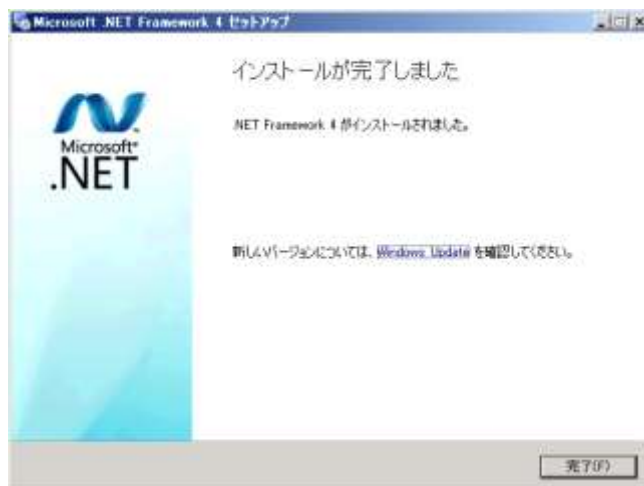 Microsoft .NET Framework 4 セットアップ
インストールが完了しました
Microsoft®
.NET
.NET Framework 4 がインストールされました。
新しいバージョンについては、Windows Update を確認してください。
完了(F)